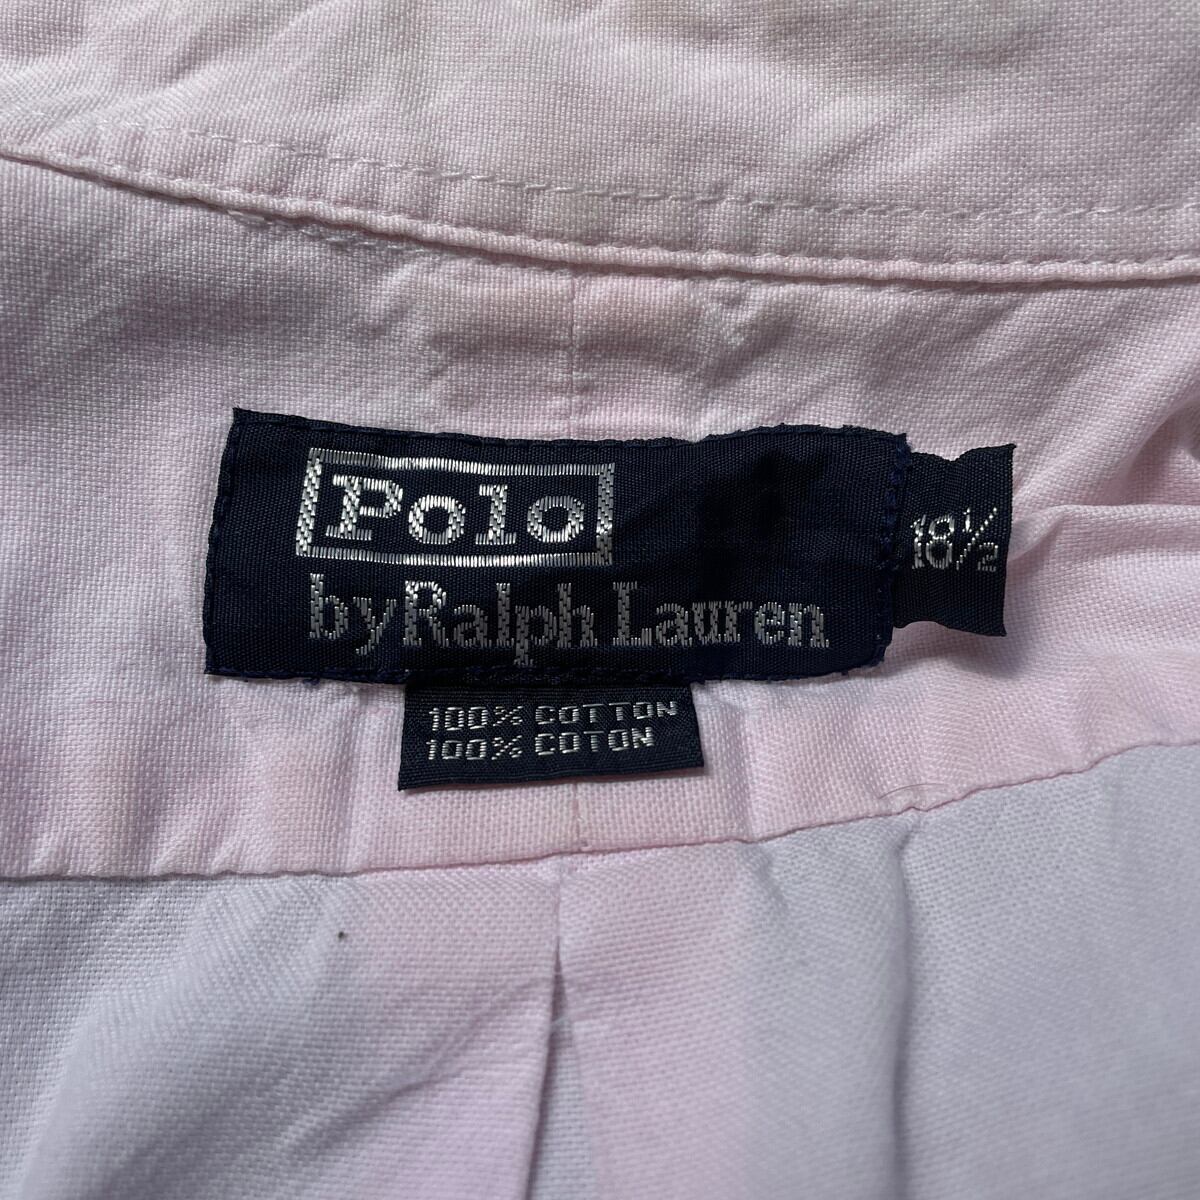 Polo
by Ralph Lauren
18½
100% COTTON
100% COTON